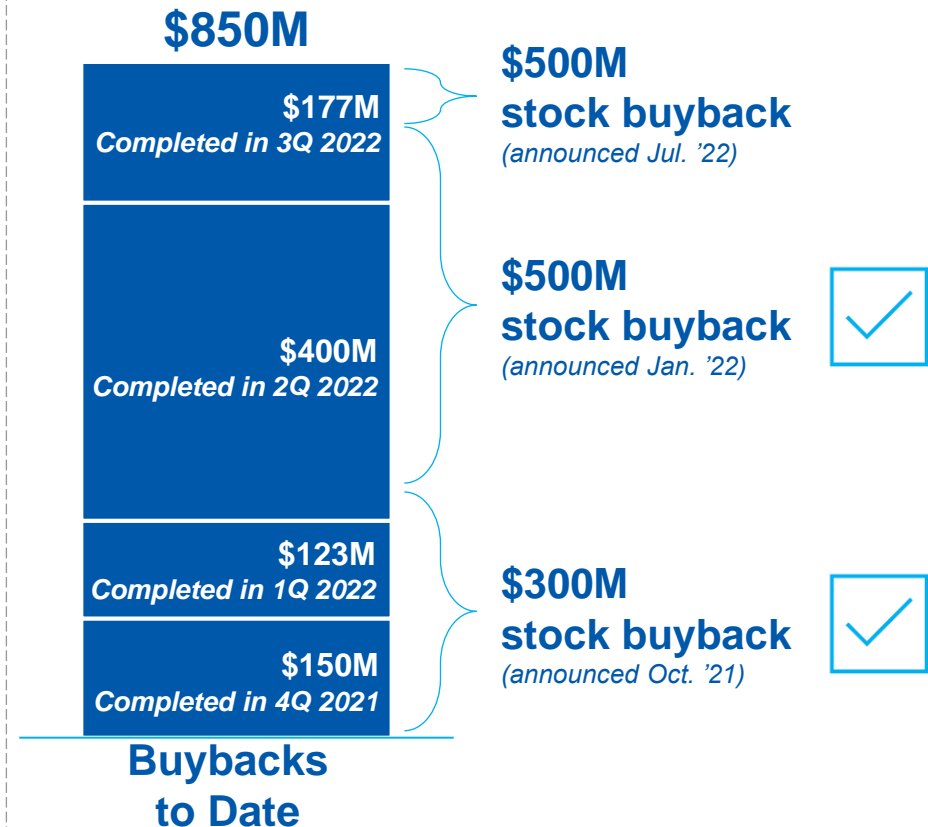 $850M
$177M
Completed in 3Q 2022
$400M
Completed in 2Q 2022
$123M
Completed in 1Q 2022
$150M
Completed in 4Q 2021
Buybacks
to Date
$500M
stock buyback
(announced Jul. ’22)
$500M
stock buyback
(announced Jan. ’22)
$300M
stock buyback
(announced Oct. ’21)